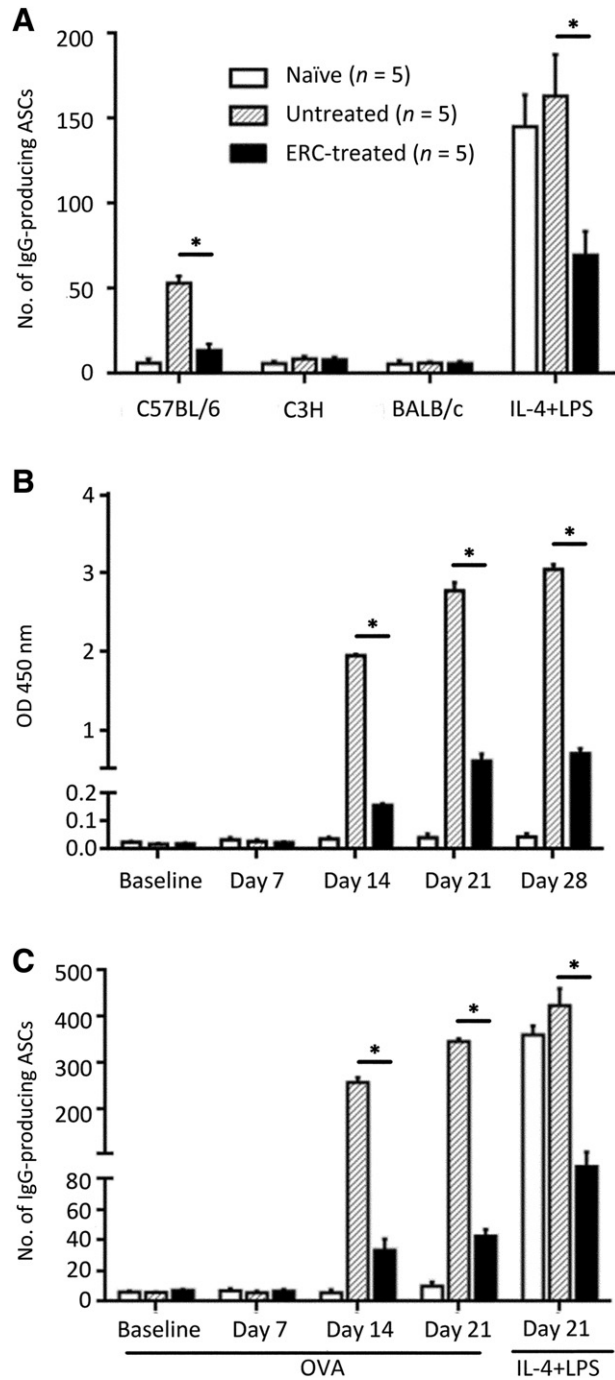 A
No. of IgG-producing ASCs
200
150
100
50
0
Naïve (n = 5)
Untreated (n = 5)
ERC-treated (n = 5)
*
*
C57BL/6 C3H BALB/c IL-4+LPS
B
OD 450 nm
4
3
2
1
0.2
0.1
0.0
*
*
*
Baseline Day 7 Day 14 Day 21 Day 28
C
No. of IgG-producing ASCs
500
400
300
200
80
60
40
20
0
*
*
*
Baseline Day 7 Day 14 Day 21 Day 21
OVA IL-4+LPS